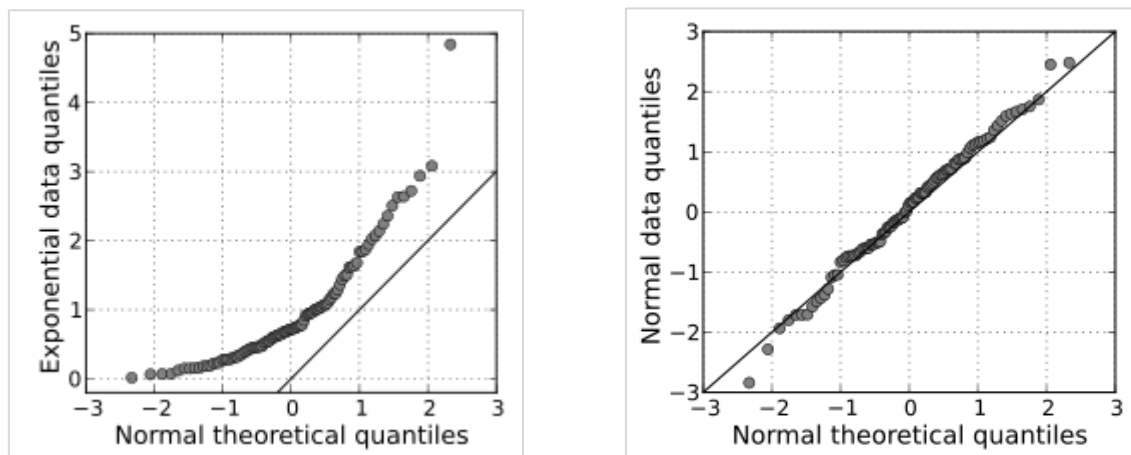 5
4
3
2
1
0
Exponential data quantiles
−3 −2 −1 0 1 2 3
Normal theoretical quantiles
3
2
1
0
−1
−2
−3
Normal data quantiles
−3 −2 −1 0 1 2 3
Normal theoretical quantiles